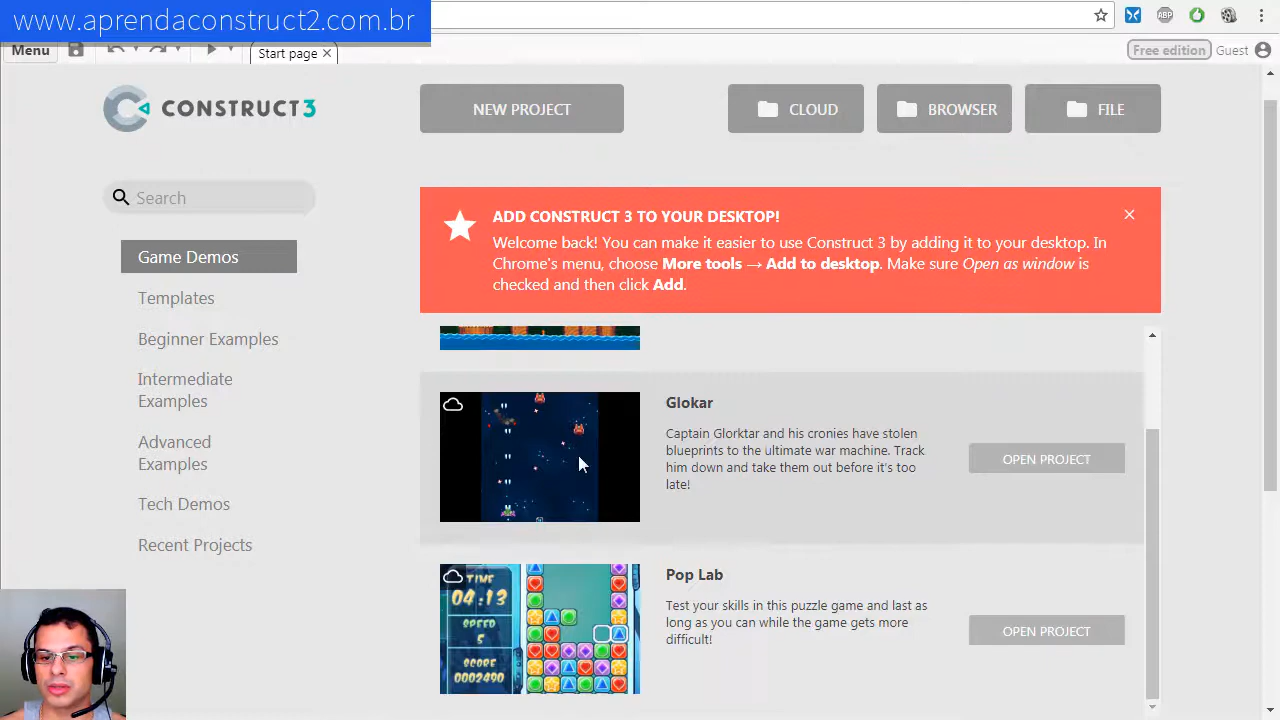 www.aprendaconstruct2.com.br
Menu
Start page ×
Free edition
Guest
ABP
CONSTRUCT3
NEW PROJECT
CLOUD
BROWSER
FILE
Search
Game Demos
Templates
Beginner Examples
Intermediate
Examples
Advanced
Examples
Tech Demos
Recent Projects
ADD CONSTRUCT 3 TO YOUR DESKTOP!
Welcome back! You can make it easier to use Construct 3 by adding it to your desktop. In
Chrome's menu, choose More tools → Add to desktop. Make sure Open as window is
checked and then click Add.
Glokar
Captain Glorktar and his cronies have stolen
blueprints to the ultimate war machine. Track
him down and take them out before it's too
late!
OPEN PROJECT
TIME
04:13
SPEED
5
SCORE
0002490
Pop Lab
Test your skills in this puzzle game and last as
long as you can while the game gets more
difficult!
OPEN PROJECT